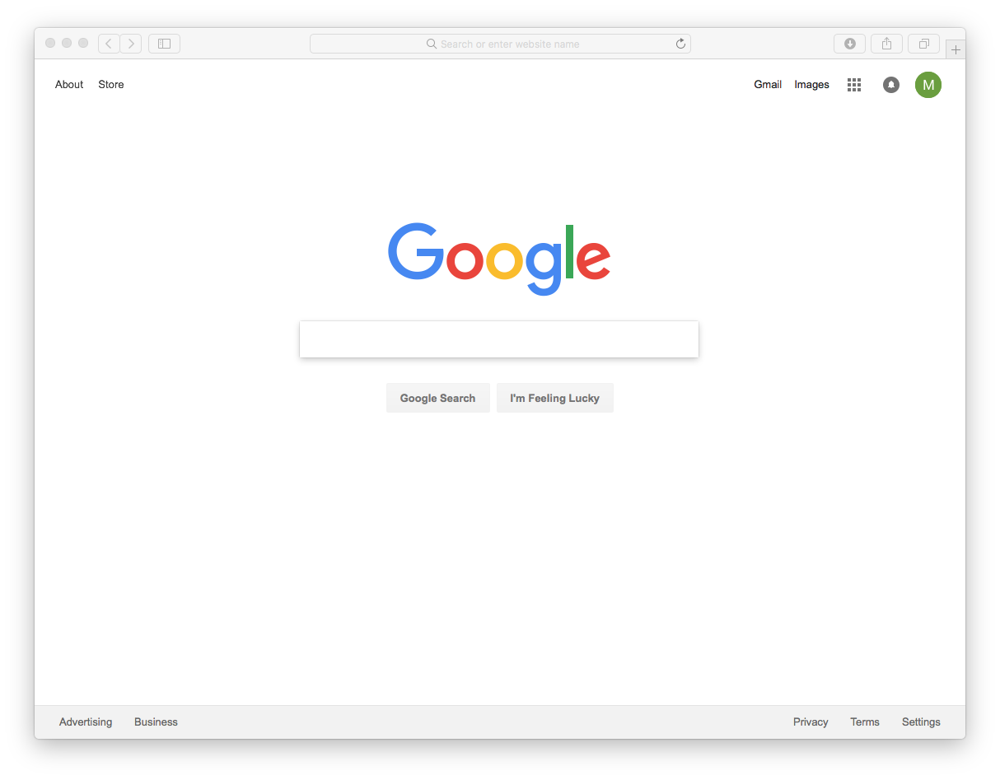 Search or enter website name
About Store Gmail Images M
Google
Google Search I'm Feeling Lucky
Advertising Business Privacy Terms Settings